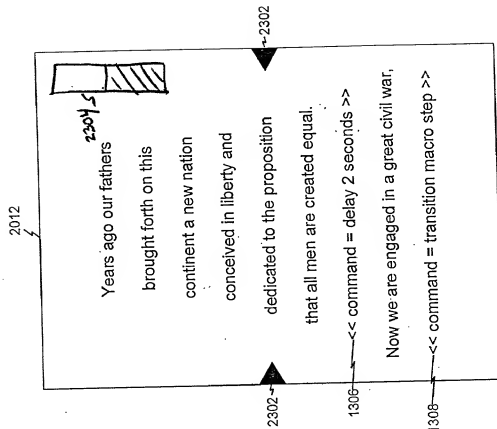 2012
2304
Years ago our fathers
brought forth on this
continent a new nation
conceived in liberty and
2302 dedicated to the proposition 2302
that all men are created equal.
1306 << command = delay 2 seconds >>
Now we are engaged in a great civil war,
1308 << command = transition macro step >>